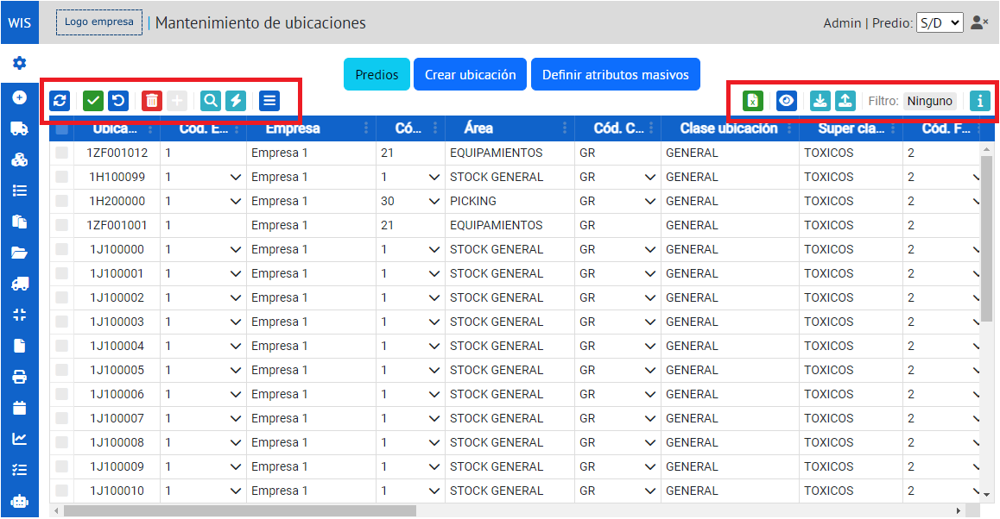 WIS Logo empresa | Mantenimiento de ubicaciones Admin | Predio: S/D
Predios Crear ubicación Definir atributos masivos
Filtro: Ninguno
Ubica... Cód. E... Empresa Có... Área Cód. C... Clase ubicación Super cla... Cód. F...
1ZF001012 1 Empresa 1 21 EQUIPAMIENTOS GR GENERAL TOXICOS 2
1H100099 1 Empresa 1 1 STOCK GENERAL GR GENERAL TOXICOS 2
1H200000 1 Empresa 1 30 PICKING GR GENERAL TOXICOS 2
1ZF001001 1 Empresa 1 21 EQUIPAMIENTOS GR GENERAL TOXICOS 2
1J100000 1 Empresa 1 1 STOCK GENERAL GR GENERAL TOXICOS 2
1J100001 1 Empresa 1 1 STOCK GENERAL GR GENERAL TOXICOS 2
1J100002 1 Empresa 1 1 STOCK GENERAL GR GENERAL TOXICOS 2
1J100003 1 Empresa 1 1 STOCK GENERAL GR GENERAL TOXICOS 2
1J100004 1 Empresa 1 1 STOCK GENERAL GR GENERAL TOXICOS 2
1J100005 1 Empresa 1 1 STOCK GENERAL GR GENERAL TOXICOS 2
1J100006 1 Empresa 1 1 STOCK GENERAL GR GENERAL TOXICOS 2
1J100007 1 Empresa 1 1 STOCK GENERAL GR GENERAL TOXICOS 2
1J100008 1 Empresa 1 1 STOCK GENERAL GR GENERAL TOXICOS 2
1J100009 1 Empresa 1 1 STOCK GENERAL GR GENERAL TOXICOS 2
1J100010 1 Empresa 1 1 STOCK GENERAL GR GENERAL TOXICOS 2